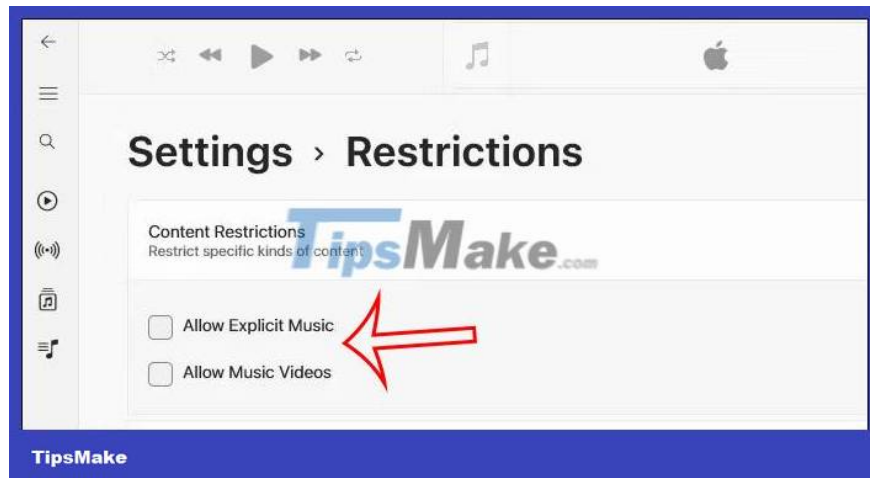 Settings › Restrictions
Content Restrictions
Restrict specific kinds of content
TipsMake.com
Allow Explicit Music
Allow Music Videos
TipsMake